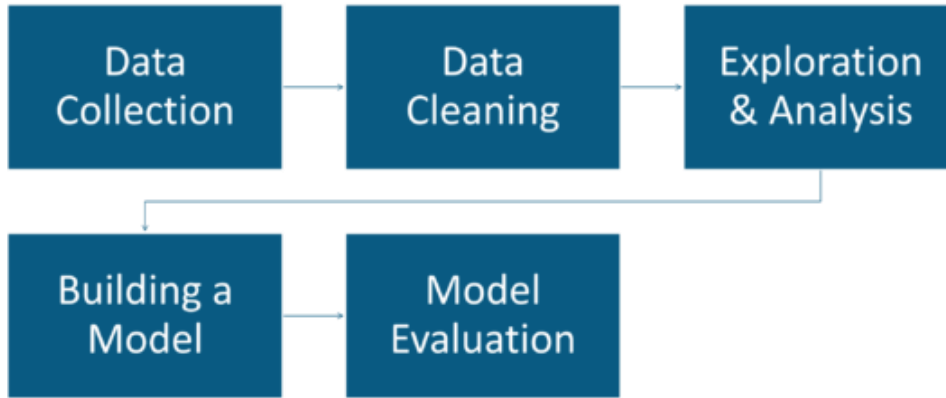 Data
Collection
Data
Cleaning
Exploration
& Analysis
Building a
Model
Model
Evaluation